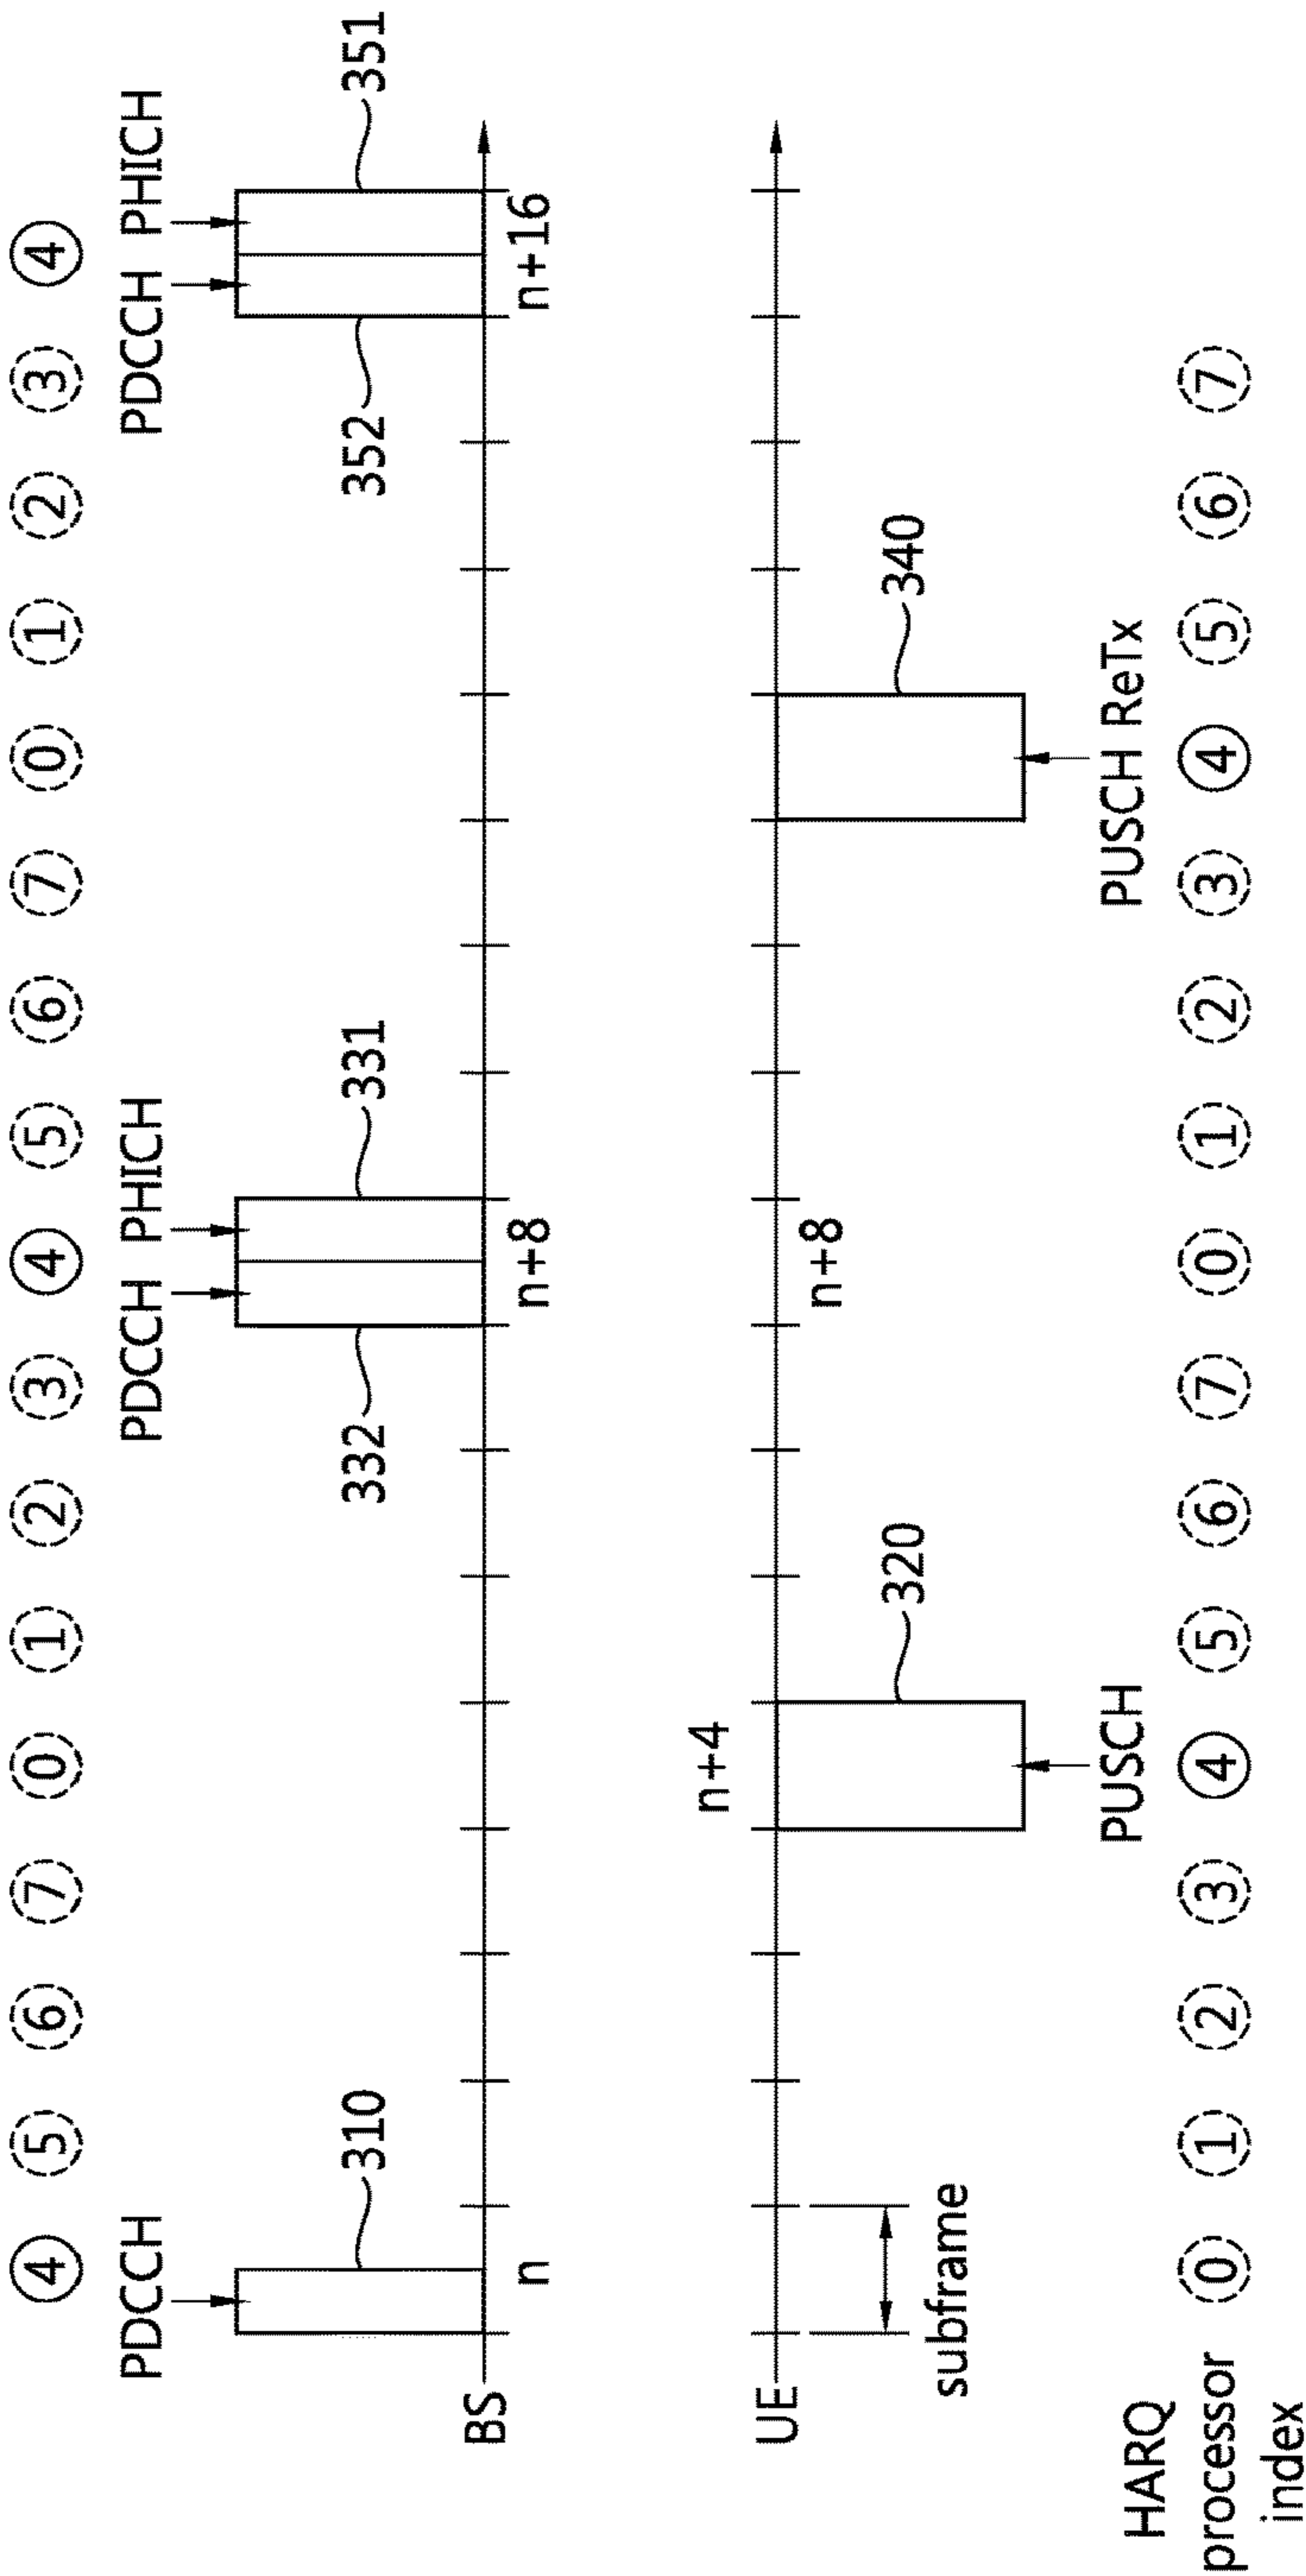 4 5 6 7 0 1 2 3 4 5 6 7 0 1 2 3 4
PDCCH PDCCH PHICH PDCCH PHICH
310 332 331 352 351
BS
n n+8 n+16
n+4
UE
n+8
subframe
320 340
PUSCH PUSCH ReTx
HARQ
processor
index
0 1 2 3 4 5 6 7 0 1 2 3 4 5 6 7